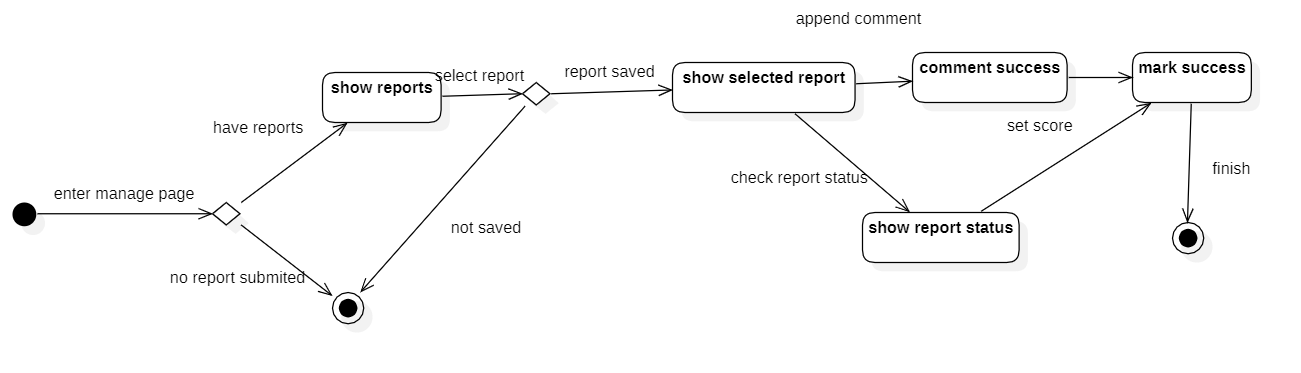 append comment
show reports
select report
report saved
show selected report
comment success
mark success
have reports
set score
enter manage page
check report status
finish
not saved
show report status
no report submited